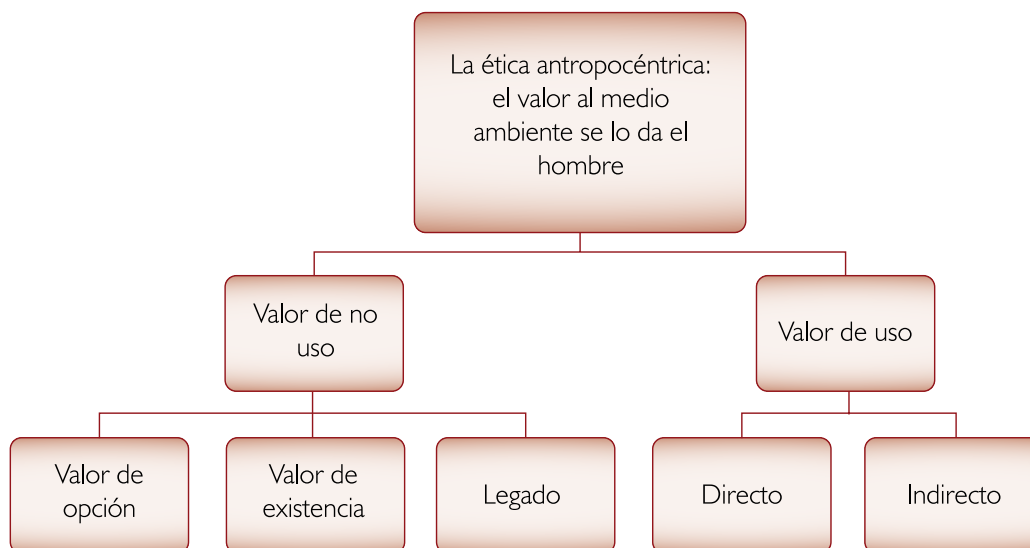 La ética antropocéntrica:
el valor al medio
ambiente se lo da el
hombre
Valor de no
uso
Valor de uso
Valor de
opción
Valor de
existencia
Legado
Directo
Indirecto